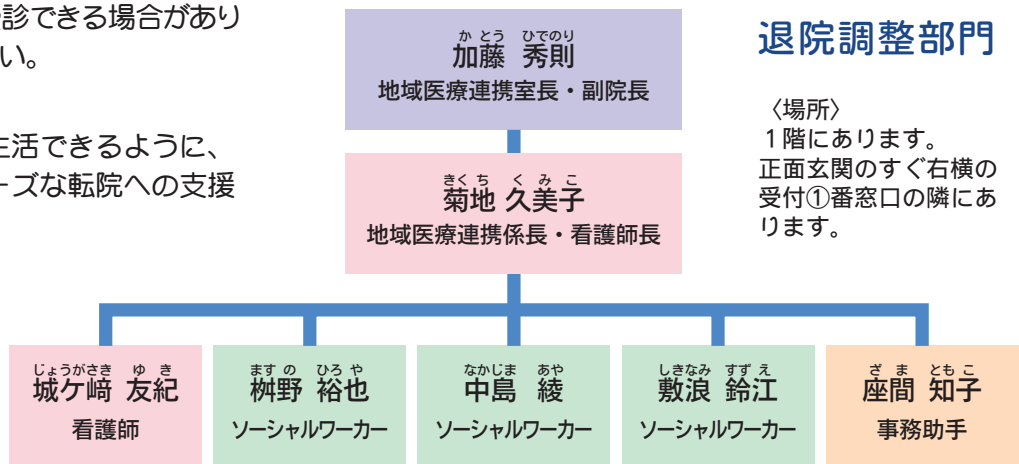 診できる場合があり
い。
生活できるように、
ーズな転院への支援
かとう ひでのり
加藤 秀則
地域医療連携室長・副院長
きくち くみこ
菊地 久美子
地域医療連携係長・看護師長
退院調整部門
〈場所〉
1階にあります。
正面玄関のすぐ右横の
受付①番窓口の隣にあ
ります。
じょうがさき ゆき
城ケ﨑 友紀
看護師
ますの ひろや
桝野 裕也
ソーシャルワーカー
なかじま あや
中島 綾
ソーシャルワーカー
しきなみ すずえ
敷浪 鈴江
ソーシャルワーカー
ざま ともこ
座間 知子
事務助手